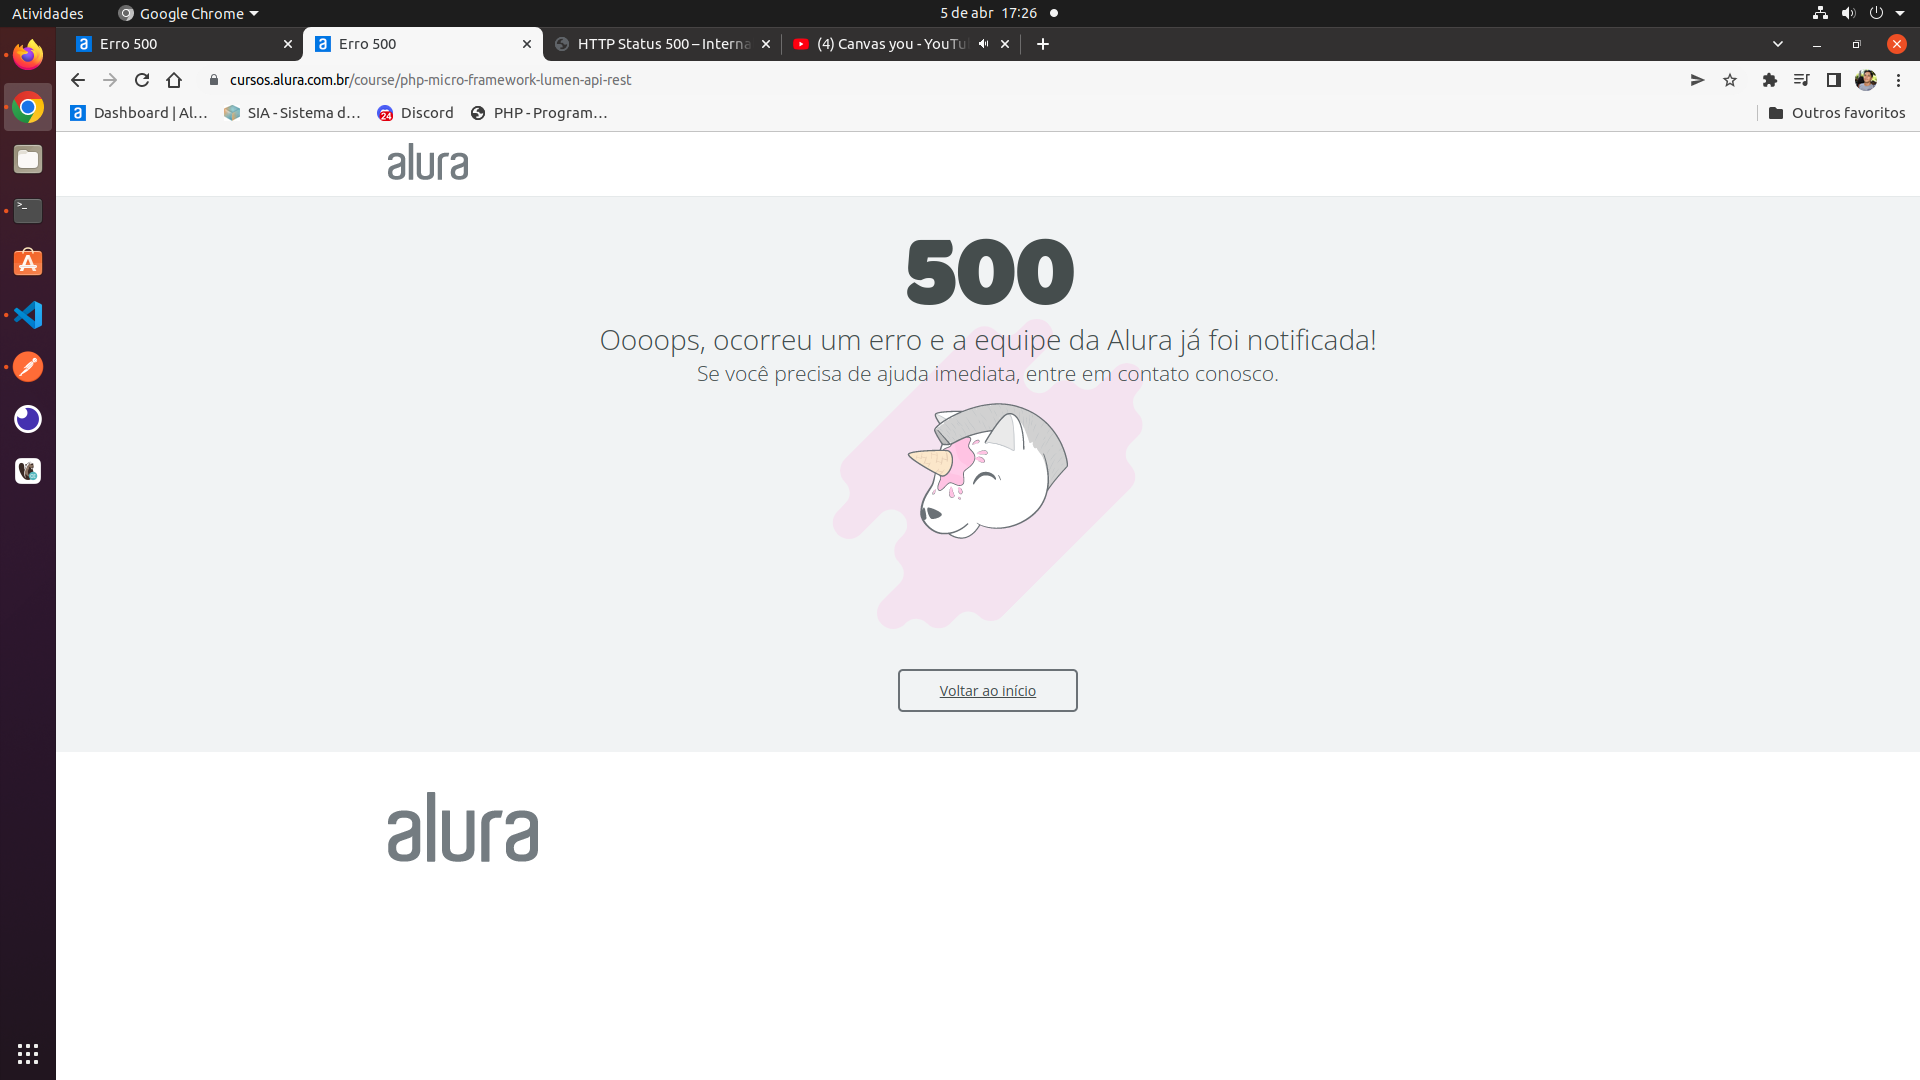 Atividades
Google Chrome
5 de abr 17:26
Erro 500
Erro 500
HTTP Status 500 – Interna
(4) Canvas you - YouTu
cursos.alura.com.br/course/php-micro-framework-lumen-api-rest
Dashboard | Al...
SIA - Sistema d...
24
Discord
PHP - Program...
Outros favoritos
alura
500
Oooops, ocorreu um erro e a equipe da Alura já foi notificada!
Se você precisa de ajuda imediata, entre em contato conosco.
Voltar ao início
alura